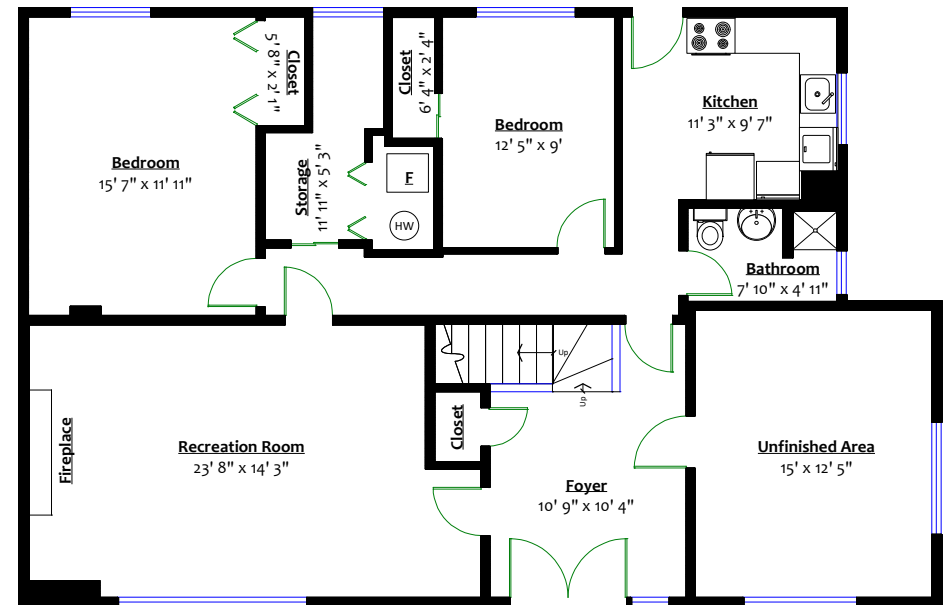 Closet
5' 8" x 2' 1"
Closet
6' 4" x 2' 4"
Kitchen
11' 3" x 9' 7"
Bedroom
12' 5" x 9'
Bedroom
15' 7" x 11' 11"
Storage
11' 11" x 5' 3"
F
HW
Bathroom
7' 10" x 4' 11"
Up
Up
Closet
Fireplace
Recreation Room
23' 8" x 14' 3"
Unfinished Area
15' x 12' 5"
Foyer
10' 9" x 10' 4"